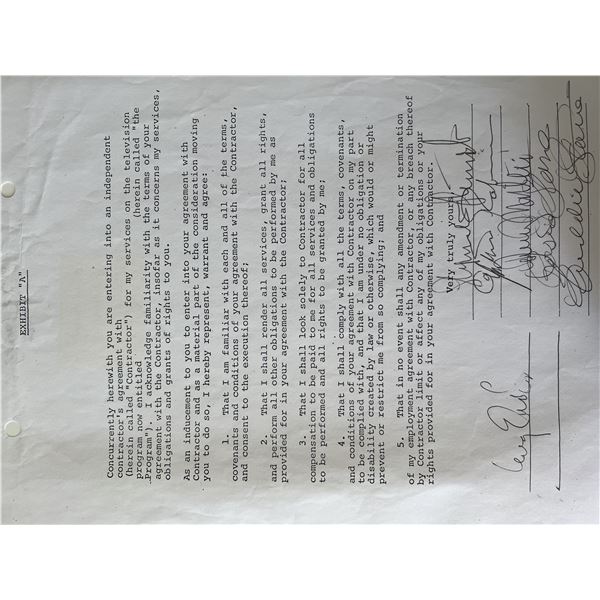 EXHIBIT "A"
Concurrently herewith you are entering into an independent
contractor's agreement with
(herein called "Contractor") for my services on the television
program now entitled (herein called "the
Program"). I acknowledge familiarity with the terms of your
agreement with the Contractor, insofar as it concerns my services,
obligations and grants of rights to you.
As an inducement to you to enter into your agreement with
Contractor and as a material part of the consideration moving
you to do so, I hereby represent, warrant and agree:
1. That I am familiar with each and all of the terms,
covenants and conditions of your agreement with the Contractor,
and consent to the execution thereof;
2. That I shall render all services, grant all rights,
and perform all other obligations to be performed by me as
provided for in your agreement with the Contractor;
3. That I shall look solely to Contractor for all
compensation to be paid to me for all services and obligations
to be performed and all rights to be granted by me;
4. That I shall comply with all the terms, covenants,
and conditions of your agreement with Contractor on my part
to be complied with, and that I am under no obligation or
disability created by law or otherwise, which would or might
prevent or restrict me from so complying; and
5. That in no event shall any amendment or termination
of my employment agreement with Contractor, or any breach thereof
by Contractor limit or affect any of my obligations or your
rights provided for in your agreement with Contractor.
Very truly yours,